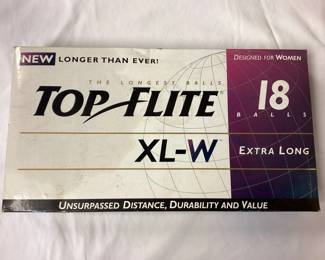 NEW LONGER THAN EVER!
DESIGNED FOR WOMEN
THE LONGEST BALLS
TOP FLITE
18
BALLS
XL-W
EXTRA LONG
UNSURPASSED DISTANCE, DURABILITY AND VALUE